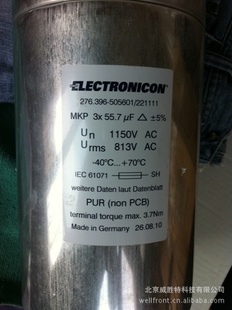 ELECTRONICON
276.396-505601/221111
MKP 3x 55.7 µF △ ±5%
Un 1150V AC
Urms 813V AC
-40°C...+70°C
IEC 61071 SH
weitere Daten laut Datenblatt
PUR (non PCB)
terminal torque max. 3.7Nm
Made in Germany 26.08.10
北京威胜特科技有限公司
wellfront.1688.com